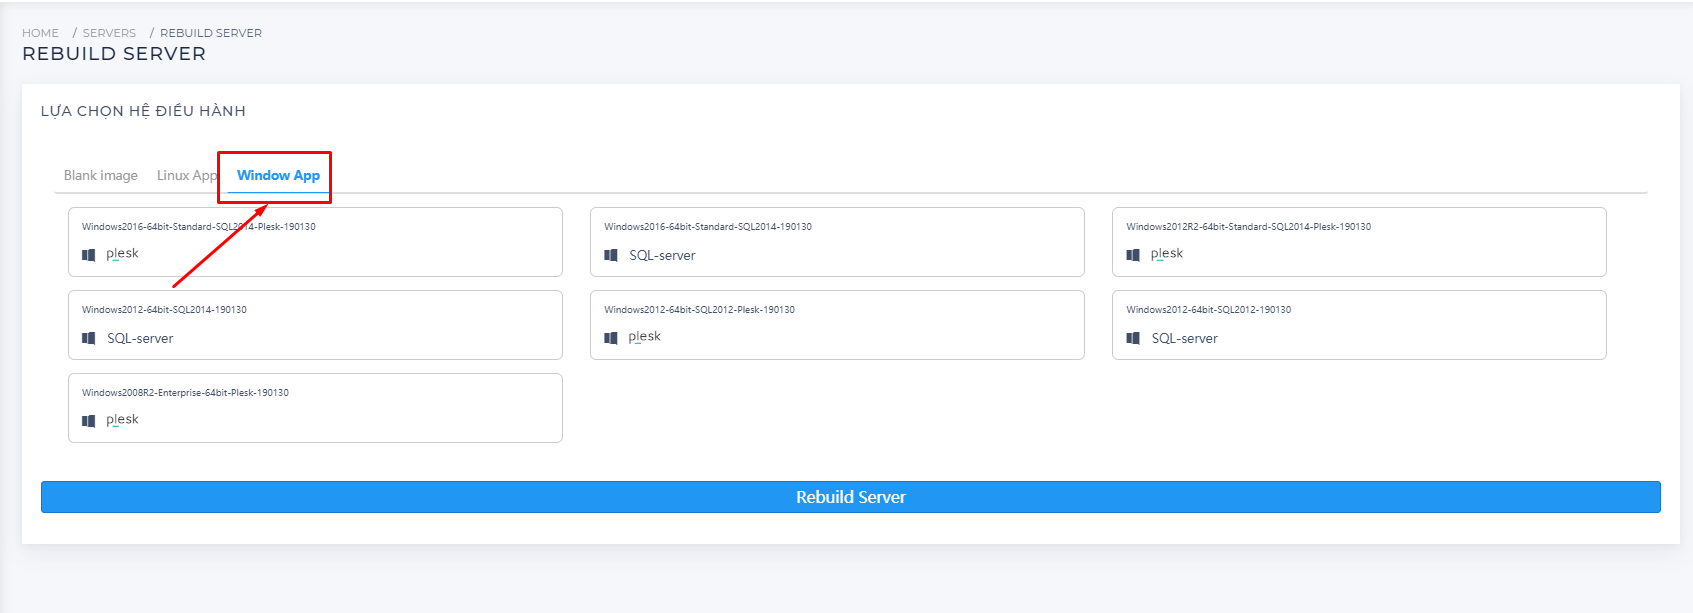 HOME / SERVERS / REBUILD SERVER
REBUILD SERVER
LỰA CHỌN HỆ ĐIỀU HÀNH
Blank image Linux App Window App
Windows2016-64bit-Standard-SQL2014-Plesk-190130
plesk
Windows2016-64bit-Standard-SQL2014-190130
SQL-server
Windows2012R2-64bit-Standard-SQL2014-Plesk-190130
plesk
Windows2012-64bit-SQL2014-190130
SQL-server
Windows2012-64bit-SQL2012-Plesk-190130
plesk
Windows2012-64bit-SQL2012-190130
SQL-server
Windows2008R2-Enterprise-64bit-Plesk-190130
plesk
Rebuild Server